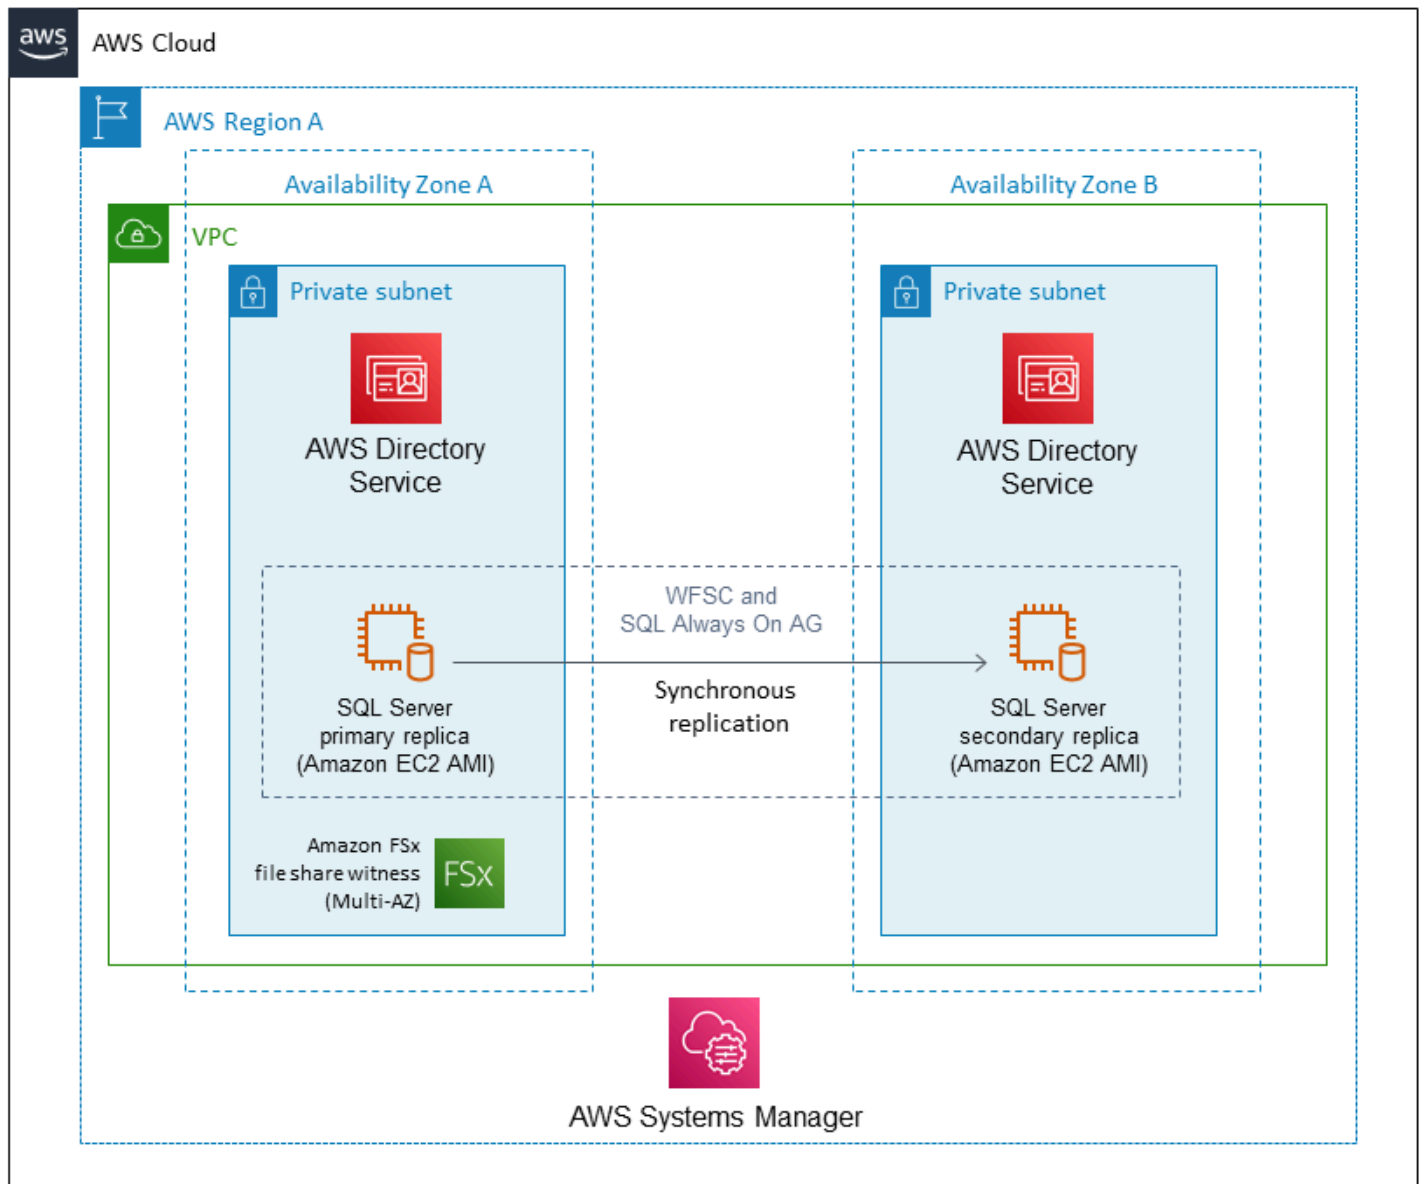 aws
AWS Cloud
AWS Region A
Availability Zone A
Availability Zone B
VPC
Private subnet
Private subnet
AWS Directory
Service
AWS Directory
Service
WFSC and
SQL Always On AG
Synchronous
replication
SQL Server
primary replica
(Amazon EC2 AMI)
SQL Server
secondary replica
(Amazon EC2 AMI)
Amazon FSx
file share witness
(Multi-AZ)
FSx
AWS Systems Manager